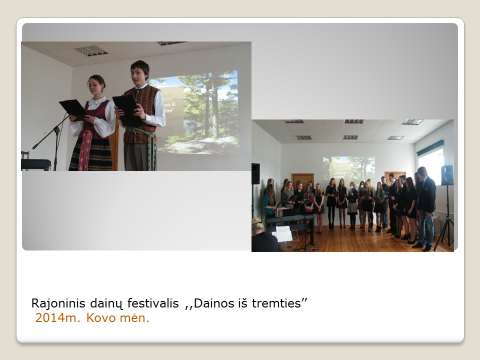 Rajoninis dainų festivalis ,,Dainos iš tremties’’
2014m. Kovo mėn.